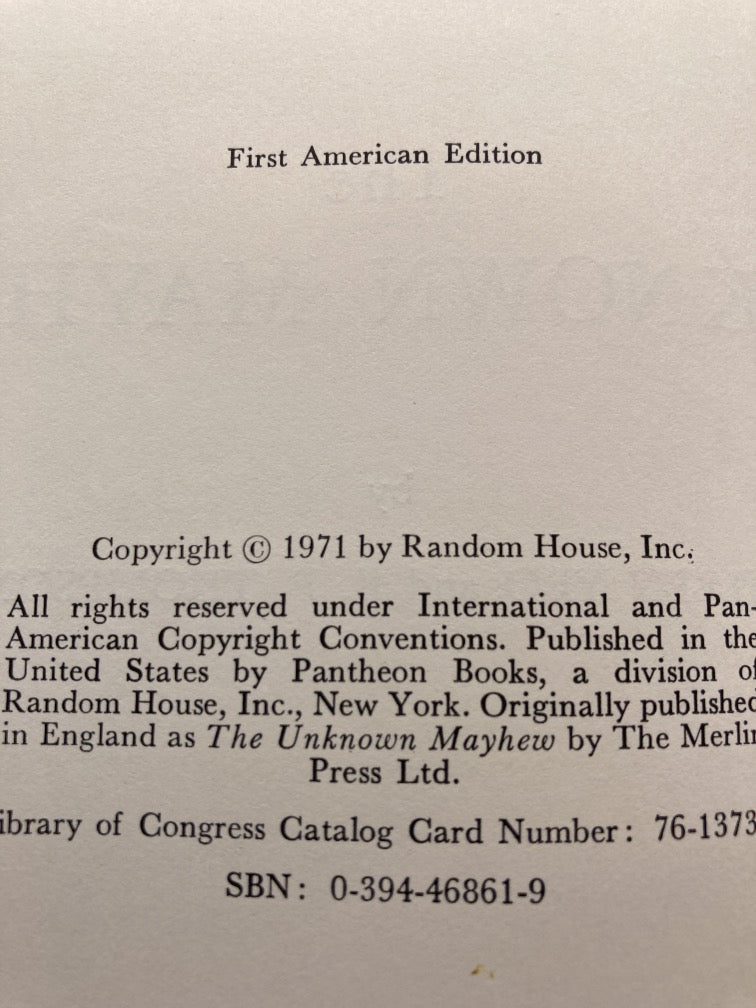 First American Edition
Copyright © 1971 by Random House, Inc.
All rights reserved under International and Pan-
American Copyright Conventions. Published in the
United States by Pantheon Books, a division of
Random House, Inc., New York. Originally published
in England as The Unknown Mayhew by The Merlin
Press Ltd.
ibrary of Congress Catalog Card Number: 76-1373
SBN: 0-394-46861-9